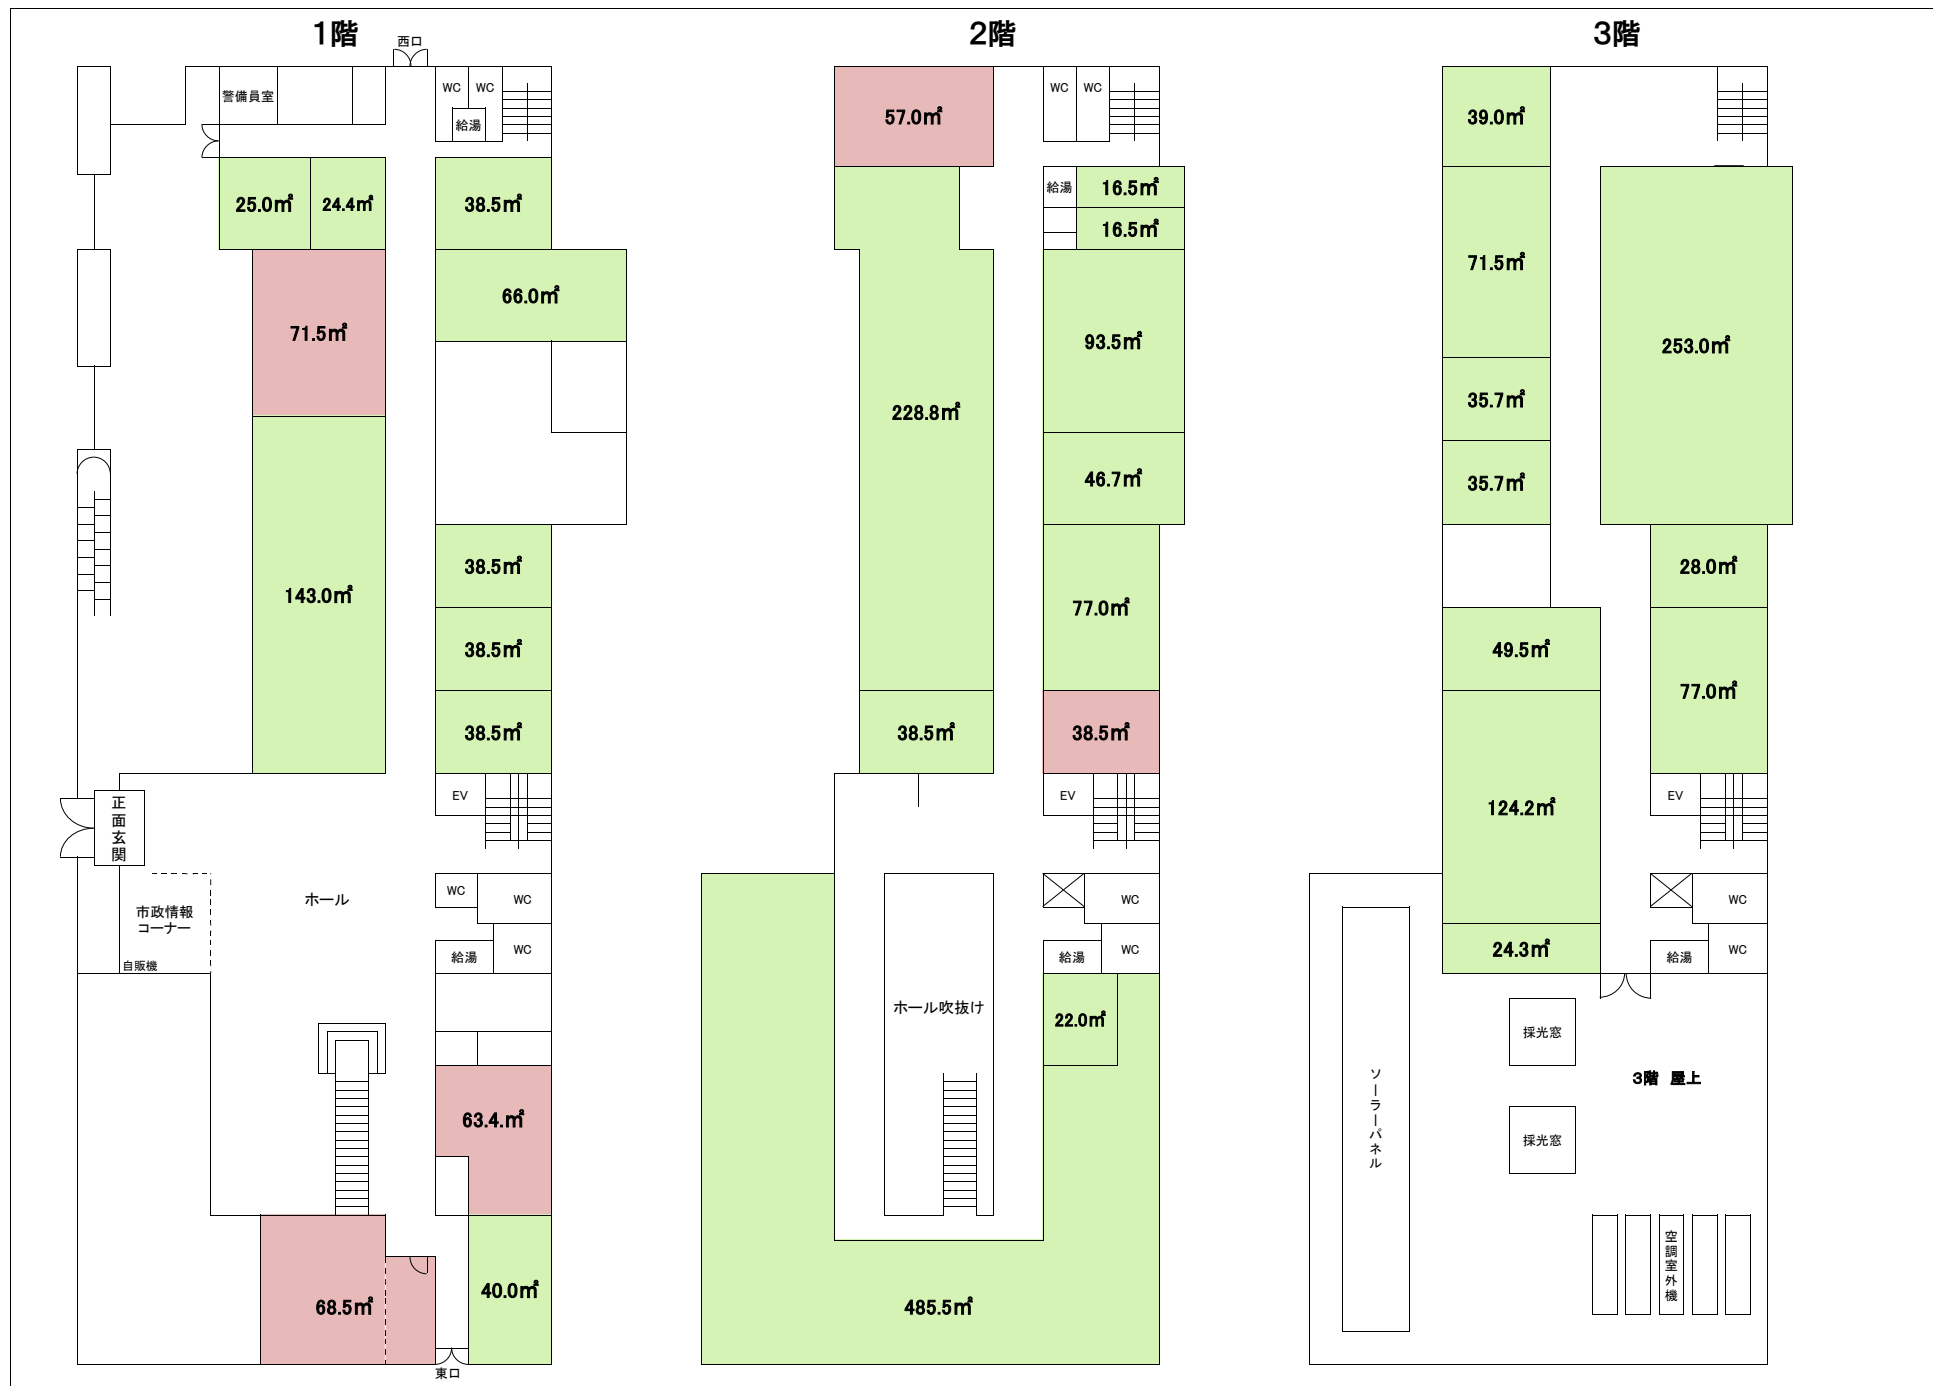 1階
西口
警備員室
WC
WC
給湯
25.0㎡
24.4㎡
38.5㎡
66.0㎡
71.5㎡
143.0㎡
38.5㎡
38.5㎡
38.5㎡
EV
正面玄関
市政情報
コーナー
自販機
ホール
WC
WC
WC
給湯
63.4.㎡
68.5㎡
40.0㎡
東口
2階
57.0㎡
WC
WC
給湯
16.5㎡
16.5㎡
93.5㎡
228.8㎡
46.7㎡
77.0㎡
38.5㎡
38.5㎡
EV
WC
WC
給湯
ホール吹抜け
22.0㎡
485.5㎡
3階
39.0㎡
71.5㎡
253.0㎡
35.7㎡
35.7㎡
28.0㎡
49.5㎡
77.0㎡
124.2㎡
EV
WC
24.3㎡
給湯
WC
採光窓
3階 屋上
ソーラーパネル
採光窓
空調室外機